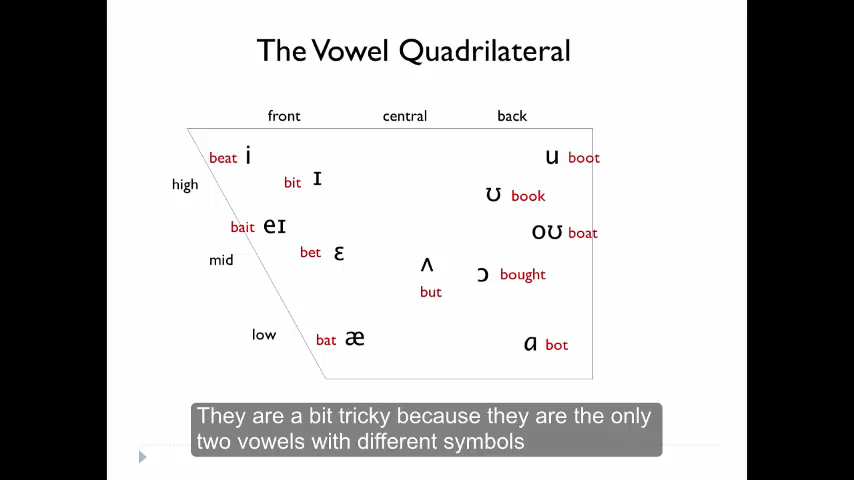 The Vowel Quadrilateral
front central back
beat i u boot
high bit ɪ ʊ book
bait eɪ oʊ boat
mid bet ɛ ʌ ɔ bought
but
low bat æ ɑ bot
They are a bit tricky because they are the only
two vowels with different symbols